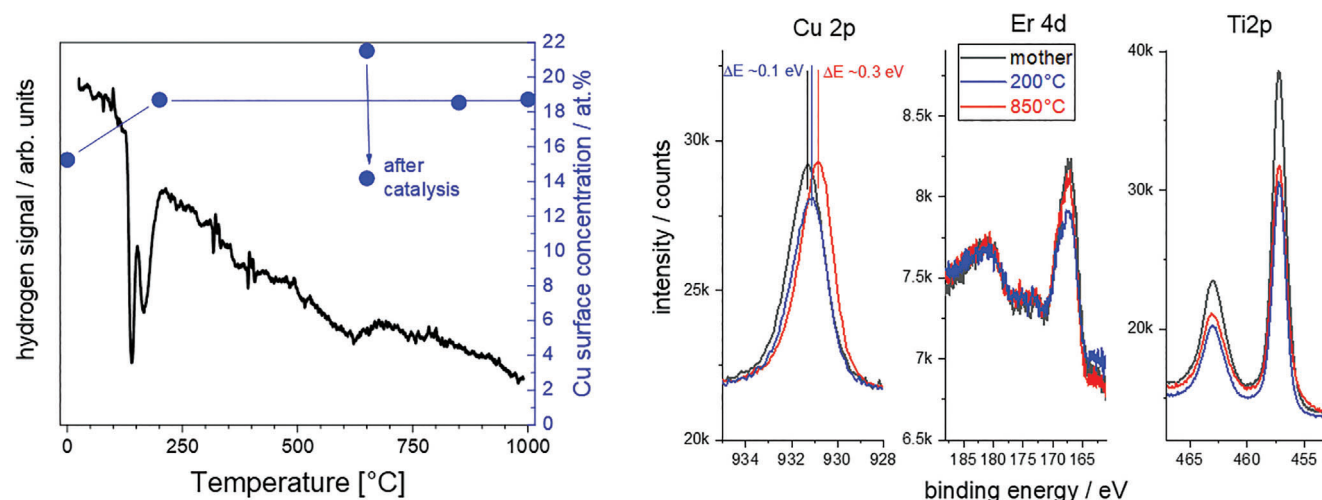 hydrogen signal / arb. units
after
catalysis
22
20
18
16
14
12
10
8
6
4
2
0
Cu surface concentration / at.%
0
250
500
750
1000
Temperature [°C]
Cu 2p
Er 4d
Ti2p
ΔE ~0.1 eV
ΔE ~0.3 eV
mother
200°C
850°C
intensity / counts
30k
25k
20k
934
932
930
928
8.5k
8k
7.5k
7k
6.5k
185
180
175
170
165
40k
30k
20k
465
460
455
binding energy / eV